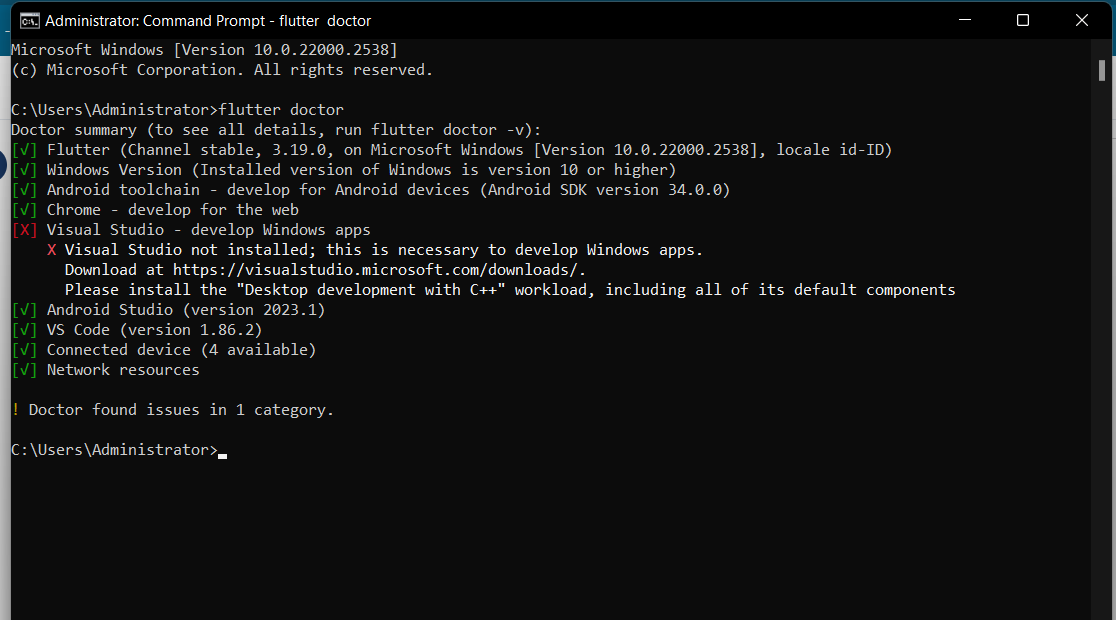 Administrator: Command Prompt - flutter  doctor
Microsoft Windows [Version 10.0.22000.2538]
(c) Microsoft Corporation. All rights reserved.
C:\Users\Administrator>flutter doctor
Doctor summary (to see all details, run flutter doctor -v):
[√] Flutter (Channel stable, 3.19.0, on Microsoft Windows [Version 10.0.22000.2538], locale id-ID)
[√] Windows Version (Installed version of Windows is version 10 or higher)
[√] Android toolchain - develop for Android devices (Android SDK version 34.0.0)
[√] Chrome - develop for the web
[X] Visual Studio - develop Windows apps
X Visual Studio not installed; this is necessary to develop Windows apps.
Download at https://visualstudio.microsoft.com/downloads/.
Please install the "Desktop development with C++" workload, including all of its default components
[√] Android Studio (version 2023.1)
[√] VS Code (version 1.86.2)
[√] Connected device (4 available)
[√] Network resources
! Doctor found issues in 1 category.
C:\Users\Administrator>